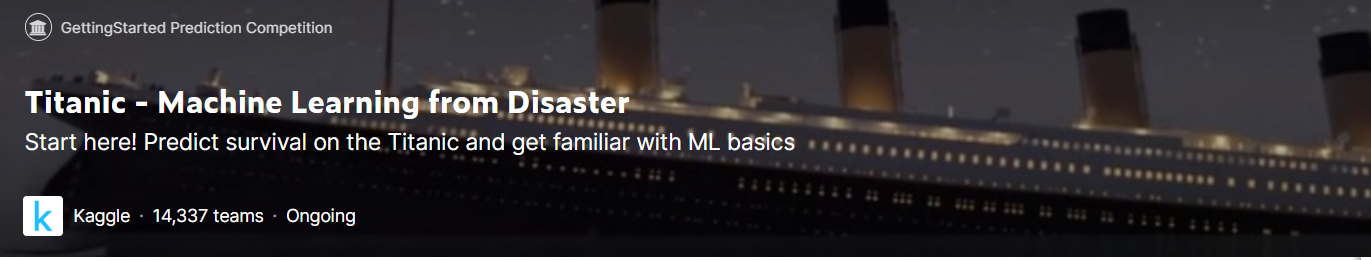 GettingStarted Prediction Competition
Titanic - Machine Learning from Disaster
Start here! Predict survival on the Titanic and get familiar with ML basics
k Kaggle · 14,337 teams · Ongoing